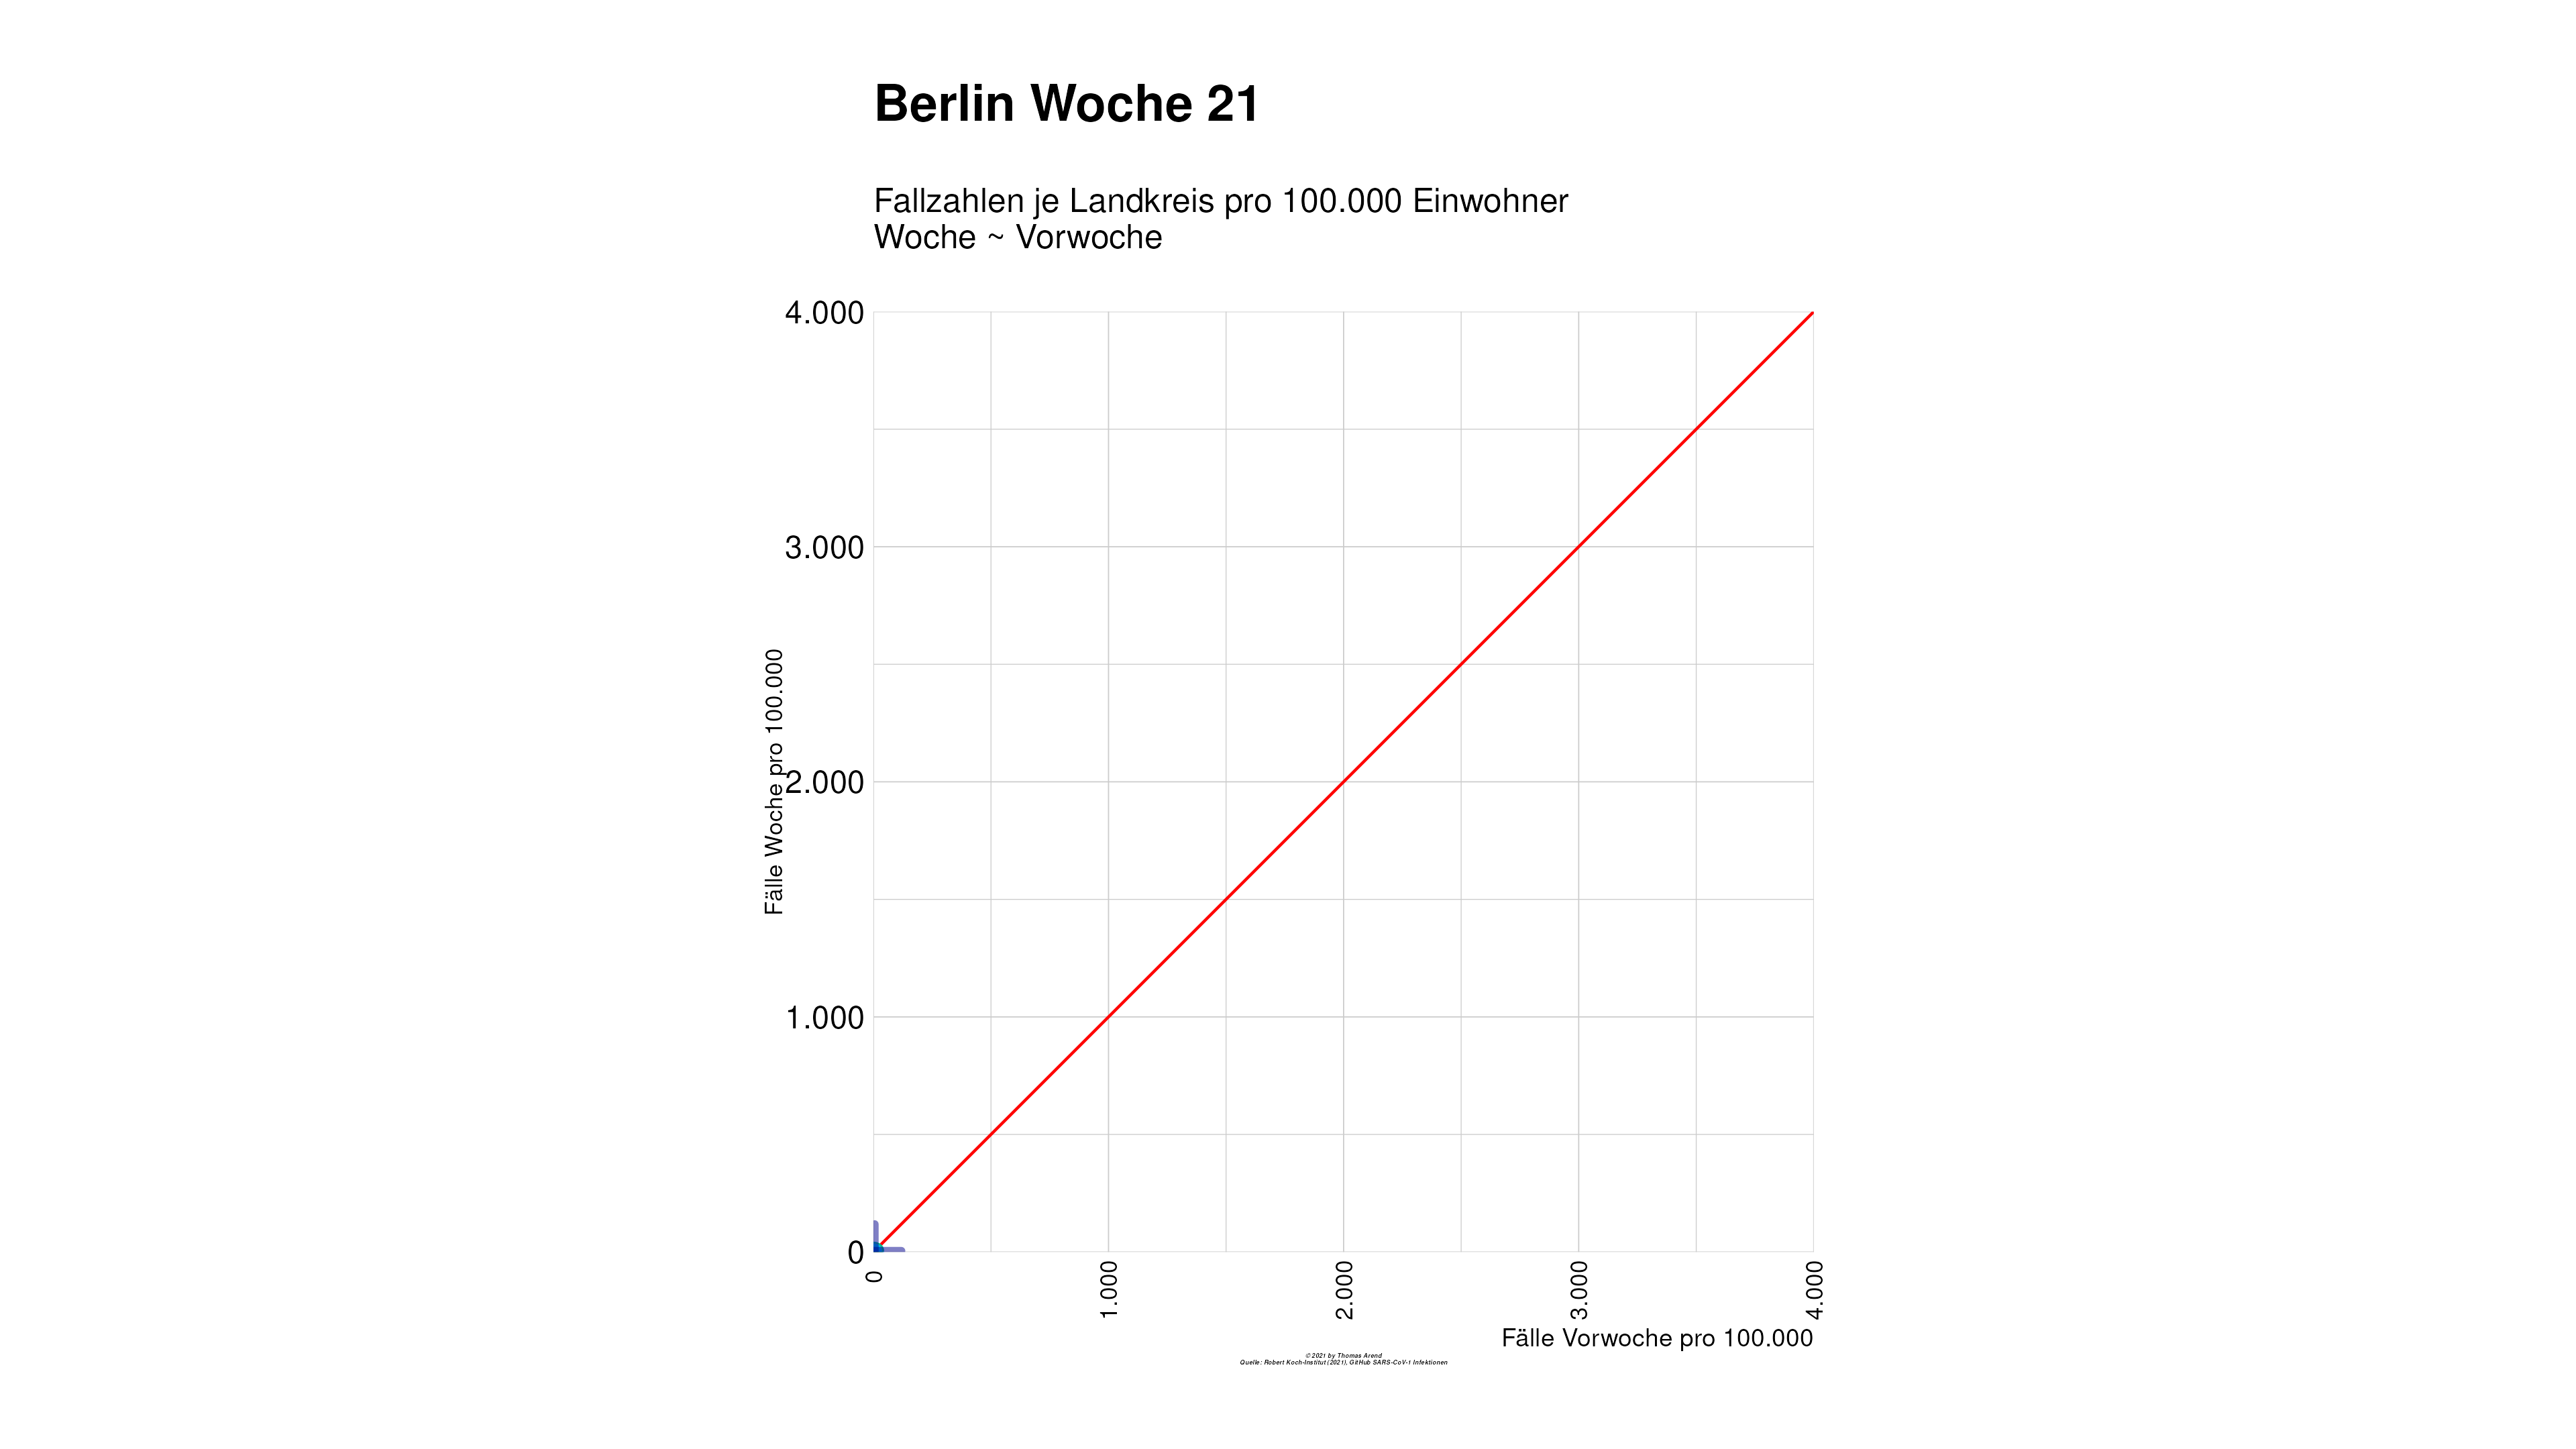 Berlin Woche 21
Fallzahlen je Landkreis pro 100.000 Einwohner
Woche ~ Vorwoche
4.000
3.000
2.000
1.000
0
Fälle Woche pro 100.000
0
1.000
2.000
3.000
4.000
Fälle Vorwoche pro 100.000
© 2021 by Thomas Arend
Quelle: Robert Koch-Institut (2021), GitHub SARS-CoV-1 Infektionen